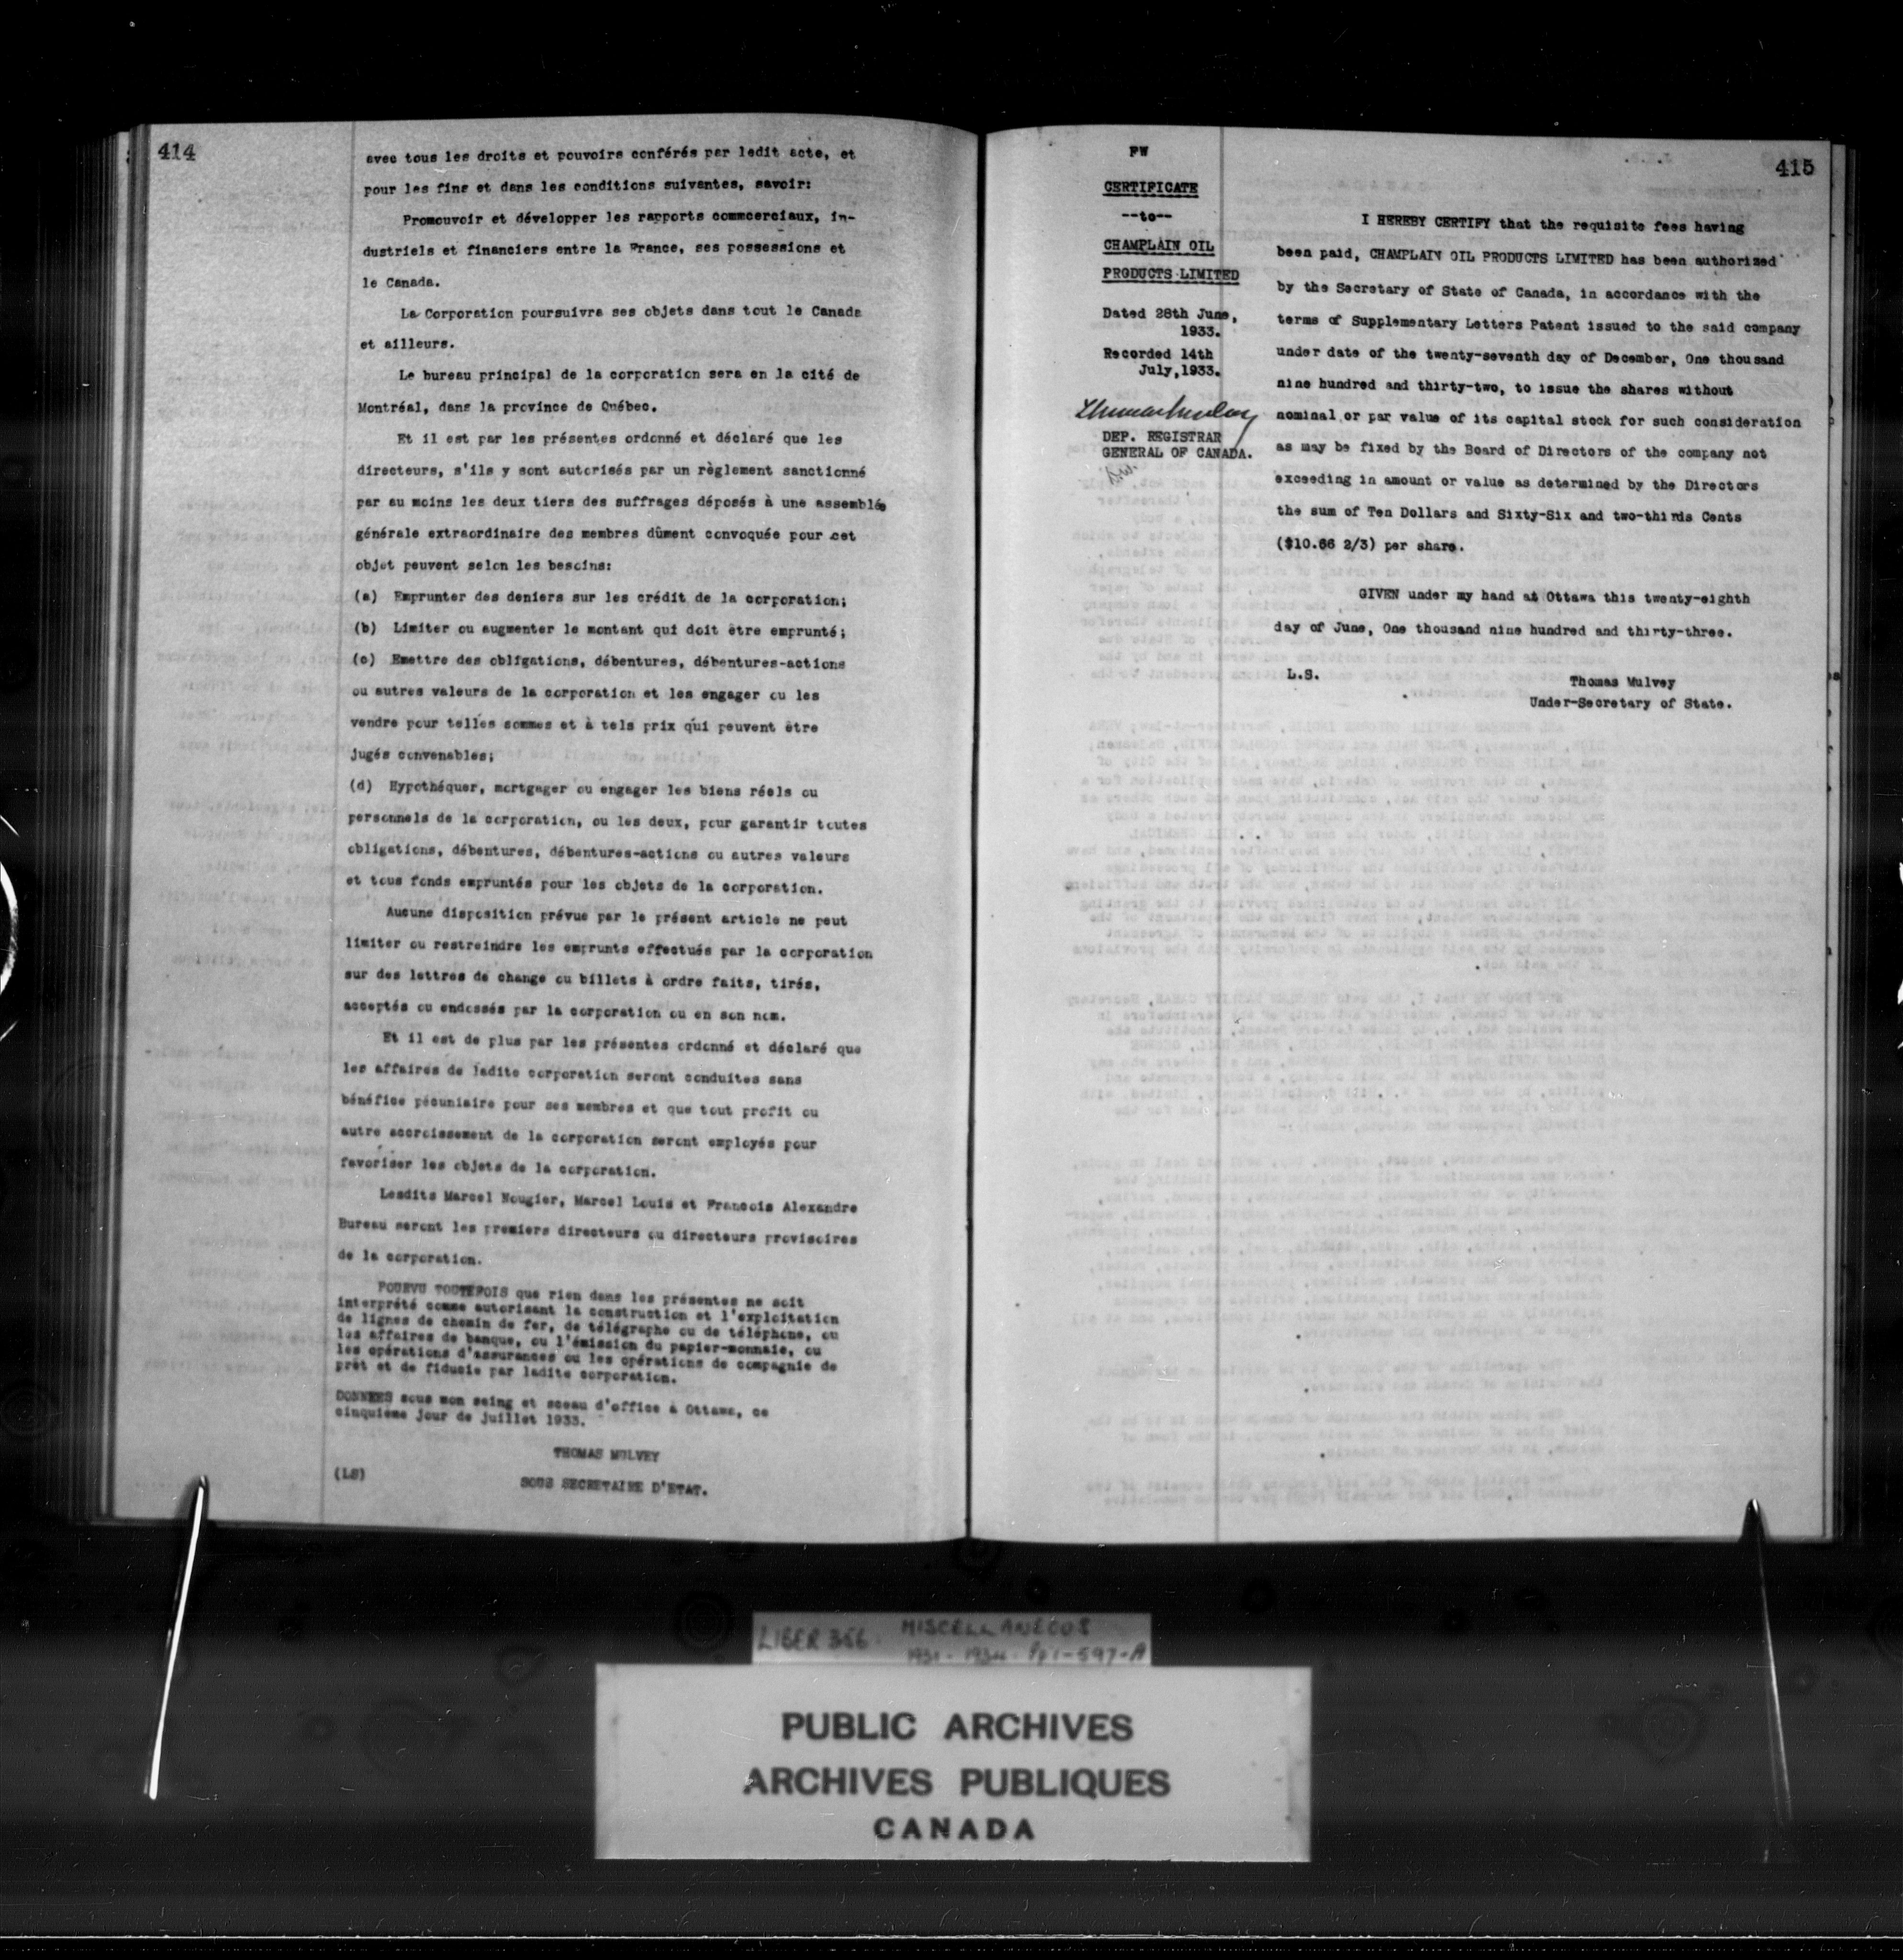 414
avec tous les droits et pouvoirs conférés par ledit acte, et
pour les fins et dans les conditions suivantes, savoir:
Promouvoir et développer les rapports commcerciaux, in-
dustriels et financiers entre la France, ses possessions et
le Canada.
La Corporation poursuivra ses objets dans tout le Canada
et ailleurs.
Le bureau principal de la corporation sera en la cité de
Montréal, dans la province de Québec.
Et il est par les présentes ordonné et déclaré que les
directeurs, s'ils y sont autorisés par un règlement sanctionné
par au moins les deux tiers des suffrages déposés à une assemblée
générale extraordinaire des membres dûment convoquée pour cet
objet peuvent selon les besoins:
(a) Emprunter des deniers sur les crédit de la corporation;
(b) Limiter ou augmenter le montant qui doit être emprunté;
(c) Emettre des obligations, débentures, débentures-actions
ou autres valeurs de la corporation et les engager ou les
vendre pour telles sommes et à tels prix qui peuvent être
jugés convenables;
(d) Hypothéquer, mortgager ou engager les biens réels ou
personnels de la corporation, ou les deux, pour garantir toutes
obligations, débentures, débentures-actions ou autres valeurs
et tous fonds empruntés pour les objets de la corporation.
Aucune disposition prévue par le présent article ne peut
limiter ou restreindre les emprunts effectués par la corporation
sur des lettres de change ou billets à ordre faits, tirés,
acceptés ou endossés par la corporation ou en son nom.
Et il est de plus par les présentes ordonné et déclaré que
les affaires de ladite corporation seront conduites sans
bénéfice pécuniaire pour ses membres et que tout profit ou
autre accroissement de la corporation seront employés pour
favoriser les objets de la corporation.
Lesdits Marcel Nougier, Marcel Louis et Francois Alexandre
Bureau seront les premiers directeurs ou directeurs provisoires
de la corporation.
POURVU TOUTEFOIS que rien dans les présentes ne soit
interprété comme autorisant la construction et l'exploitation
de lignes de chemin de fer, de télégraphe ou de téléphone, ou
les affaires de banque, ou l'émission du papier-monnaie, ou
les opérations d'assurances ou les opérations de compagnie de
prêt et de fiducie par ladite corporation.
DONNEES sous mon seing et sceau d'office à Ottawa, ce
cinquieme jour de juillet 1933.
THOMAS MULVEY
(LS)
SOUS SECRETAIRE D'ETAT.
415
PW
CERTIFICATE
--to--
CHAMPLAIN OIL
PRODUCTS LIMITED
Dated 28th June,
1933.
Recorded 14th
July,1933.
DEP. REGISTRAR
GENERAL OF CANADA.
I HEREBY CERTIFY that the requisite fees having
been paid, CHAMPLAIN OIL PRODUCTS LIMITED has been authorized
by the Secretary of State of Canada, in accordance with the
terms of Supplementary Letters Patent issued to the said company
under date of the twenty-seventh day of December, One thousand
nine hundred and thirty-two, to issue the shares without
nominal or par value of its capital stock for such consideration
as may be fixed by the Board of Directors of the company not
exceeding in amount or value as determined by the Directors
the sum of Ten Dollars and Sixty-Six and two-thirds Cents
($10.66 2/3) per share.
GIVEN under my hand at Ottawa this twenty-eighth
day of June, One thousand nine hundred and thirty-three.
L.S.
Thomas Mulvey
Under-Secretary of State.
LIBER 366 MISCELLANEOUS
1931 - 1934 Pp 1-597-A
PUBLIC ARCHIVES
ARCHIVES PUBLIQUES
CANADA